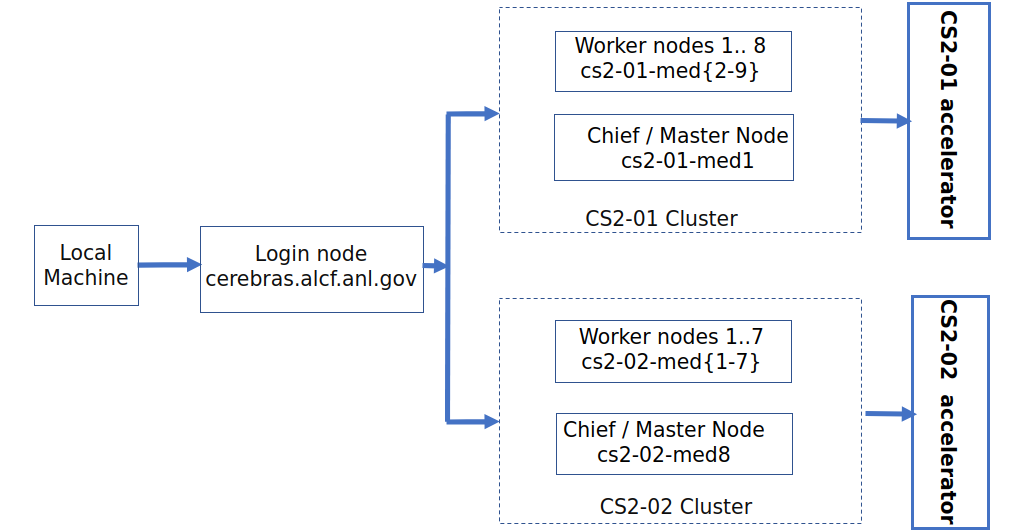 Local
Machine
Login node
cerebras.alcf.anl.gov
Worker nodes 1.. 8
cs2-01-med{2-9}
Chief / Master Node
cs2-01-med1
CS2-01 Cluster
CS2-01 accelerator
Worker nodes 1..7
cs2-02-med{1-7}
Chief / Master Node
cs2-02-med8
CS2-02 Cluster
CS2-02 accelerator